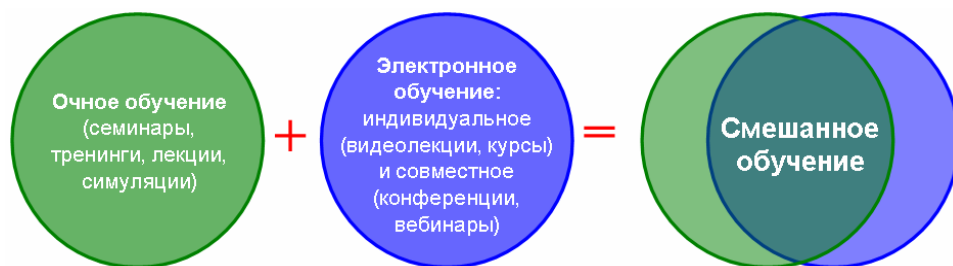 Очное обучение
(семинары,
тренинги, лекции,
симуляции)
+
Электронное
обучение:
индивидуальное
(видеолекции, курсы)
и совместное
(конференции,
вебинары)
=
Смешанное
обучение